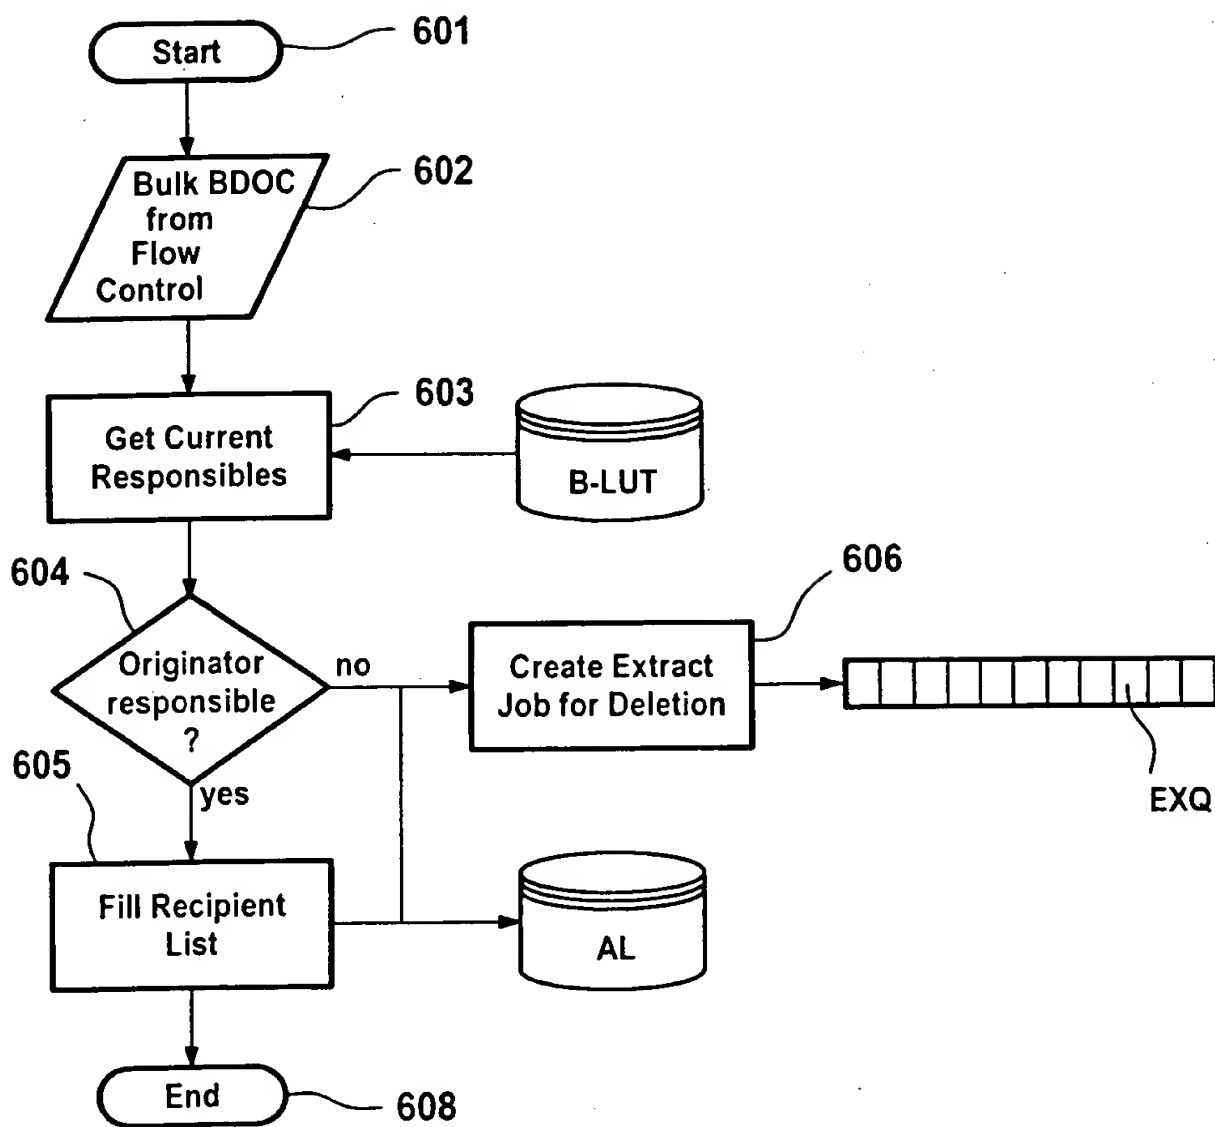 Start
601
Bulk BDOC
from
Flow
Control
602
603
Get Current
Responsibles
B-LUT
604
606
Originator
responsible
?
no
Create Extract
Job for Deletion
605
yes
EXQ
Fill Recipient
List
AL
End
608